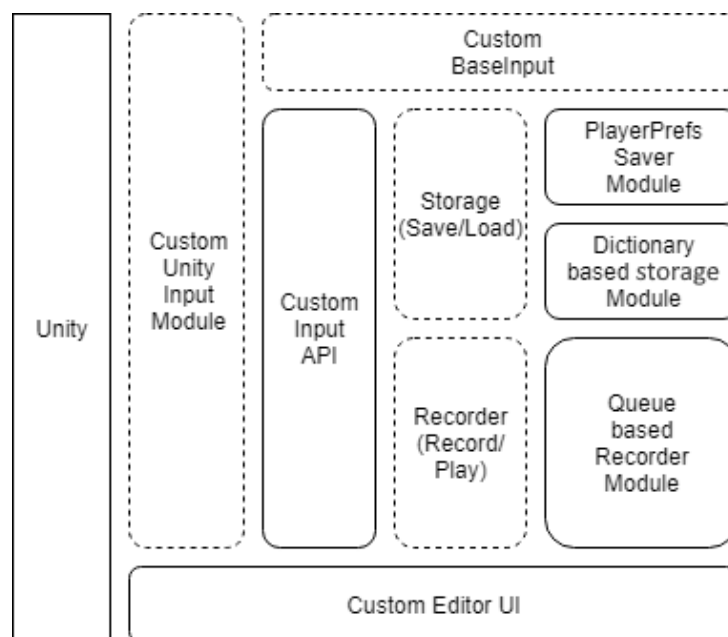 Custom
BaseInput
PlayerPrefs
Saver
Module
Storage
(Save/Load)
Custom
Unity
Input
Module
Dictionary
based storage
Module
Unity
Custom
Input
API
Recorder
(Record/
Play)
Queue
based
Recorder
Module
Custom Editor UI